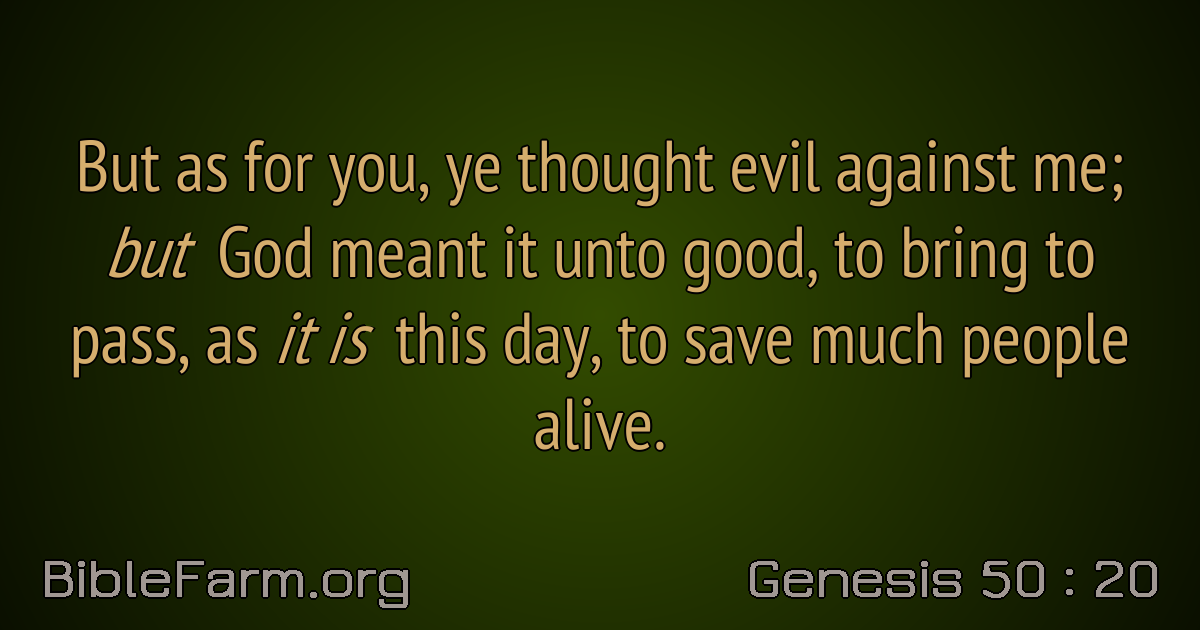 But as for you, ye thought evil against me;
but God meant it unto good, to bring to
pass, as it is this day, to save much people
alive.
BibleFarm.org
Genesis 50 : 20